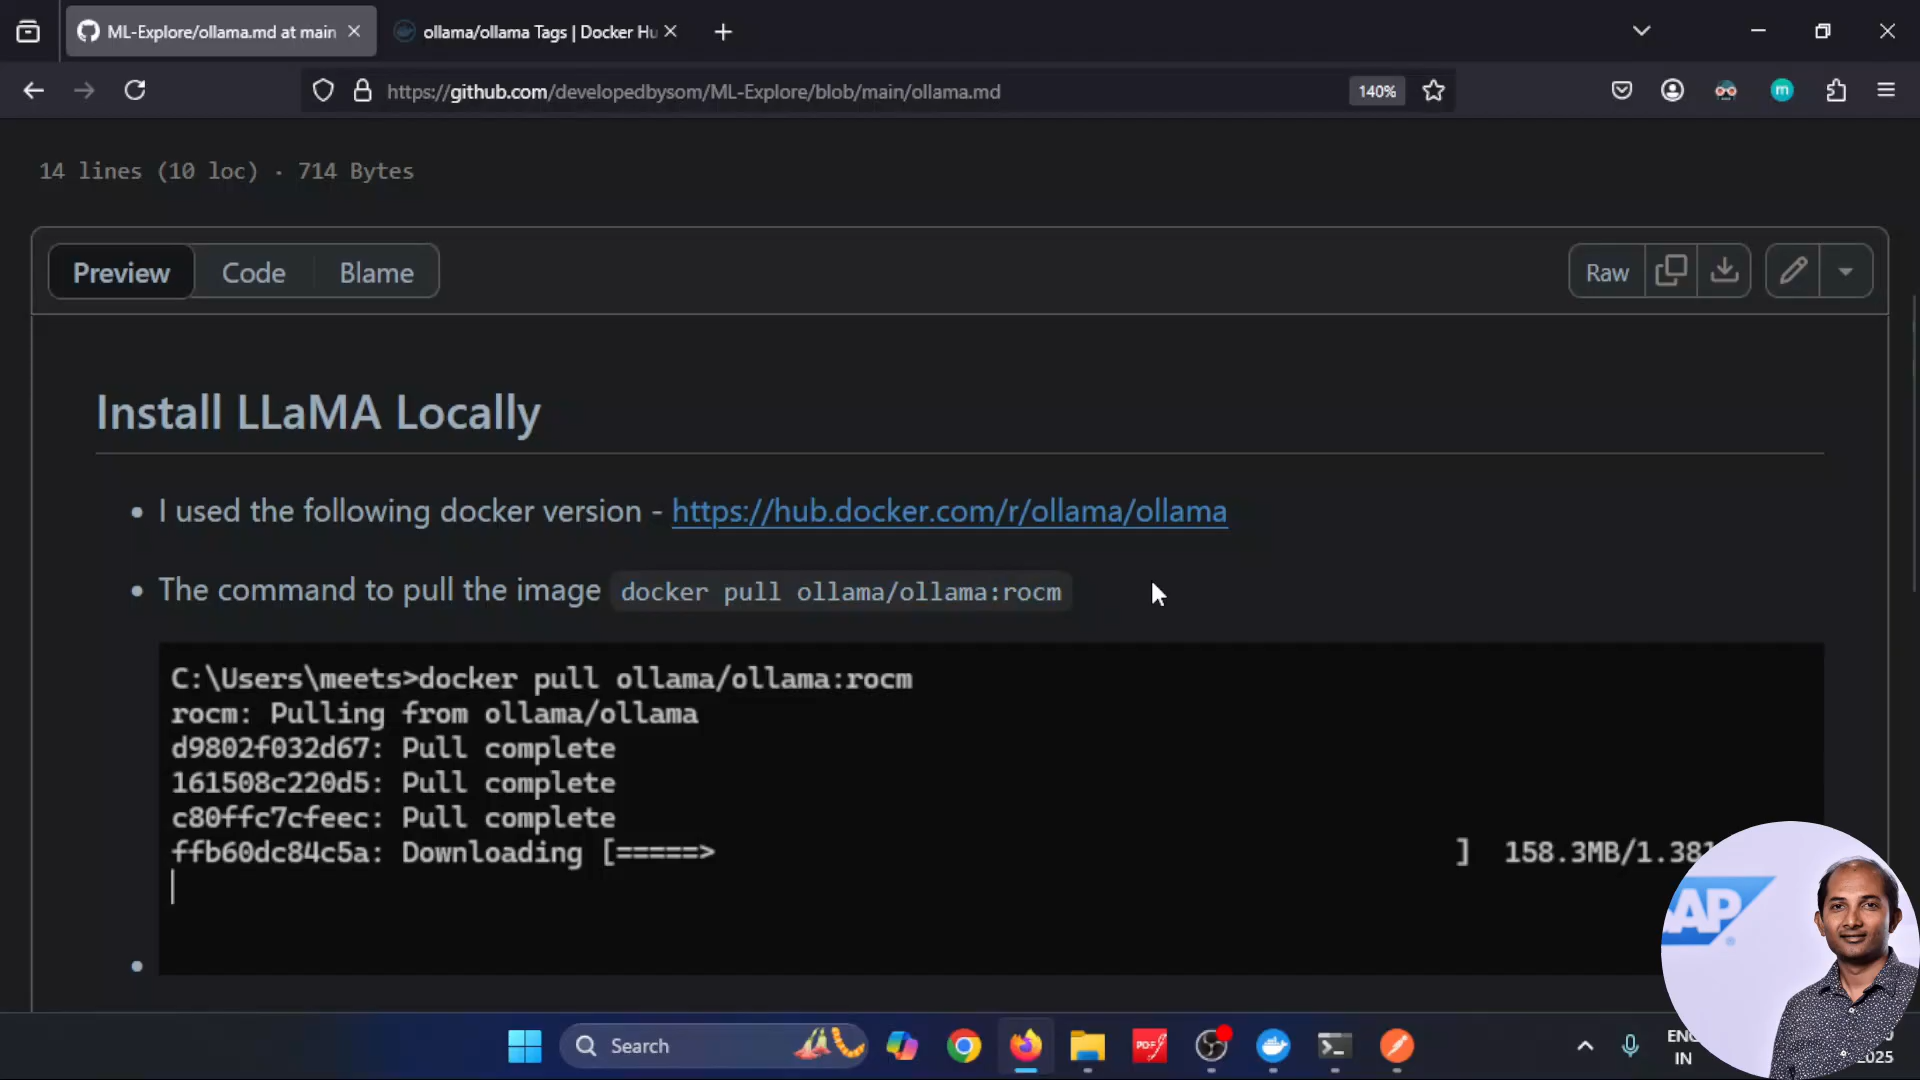 ML-Explore/ollama.md at main
ollama/ollama Tags | Docker Hu
https://github.com/developedbysom/ML-Explore/blob/main/ollama.md
140%
m
14 lines (10 loc) · 714 Bytes
Preview
Code
Blame
Raw
Install LLaMA Locally
• I used the following docker version - https://hub.docker.com/r/ollama/ollama
• The command to pull the image docker pull ollama/ollama:rocm
C:\Users\meets>docker pull ollama/ollama:rocm
rocm: Pulling from ollama/ollama
d9802f032d67: Pull complete
161508c220d5: Pull complete
c80ffc7cfeec: Pull complete
ffb60dc84c5a: Downloading [=====> ] 158.3MB/1.381
Search
PDF
ENG
IN
2025